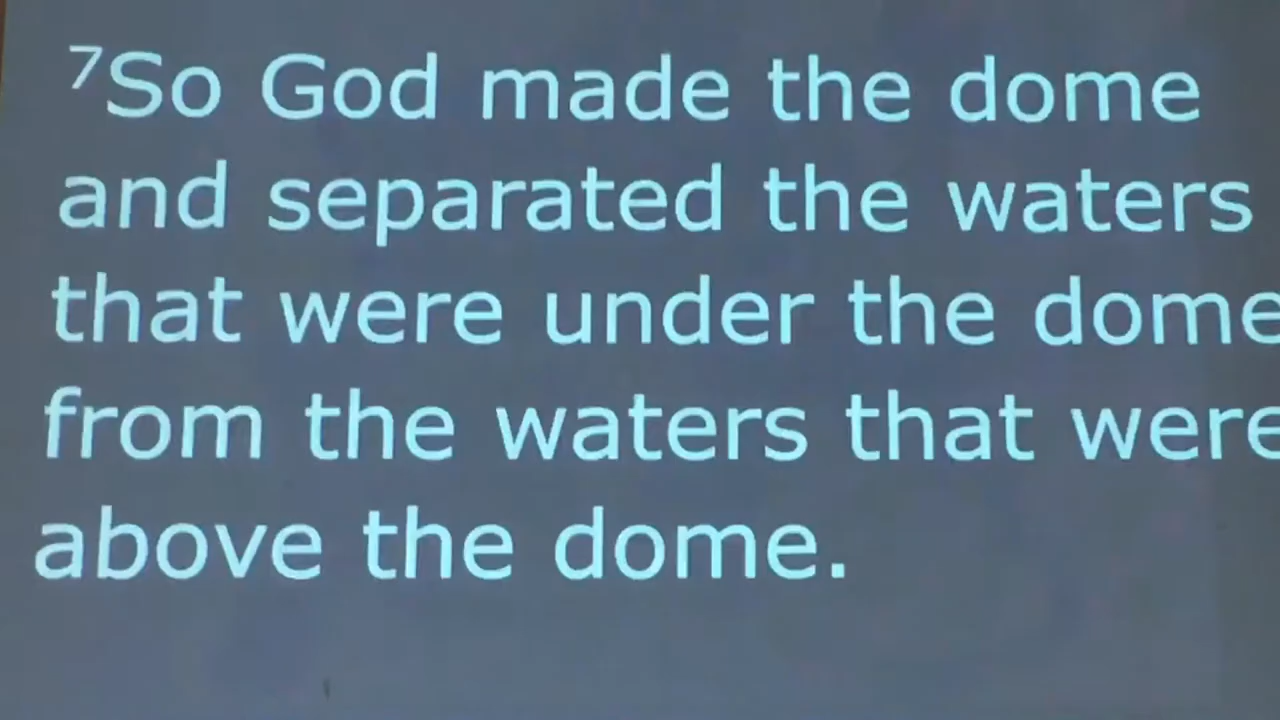 ⁷So God made the dome
and separated the waters
that were under the dome
from the waters that were
above the dome.